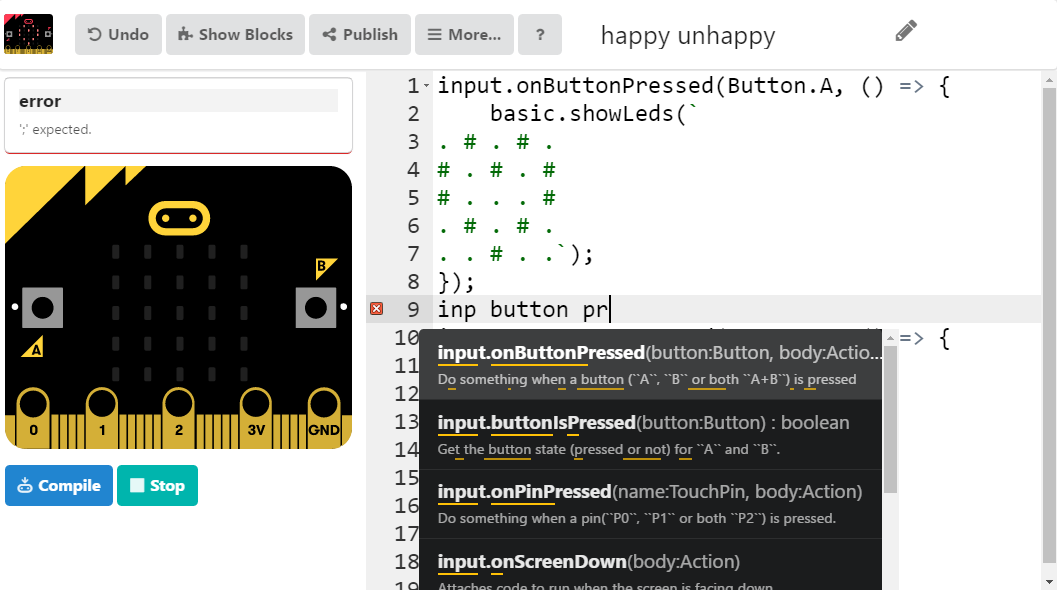 Undo
Show Blocks
Publish
More...
?
happy unhappy
error
';' expected.
B
A
0
1
2
3V
GND
Compile
Stop
1 input.onButtonPressed(Button.A, () => {
2 basic.showLeds(`
3 . # . # .
4 # . # . #
5 # . . . #
6 . # . # .
7 . . # . .`);
8 });
9 inp button pr
10 => {
11
12
13
14
15
16
17
18
19
input.onButtonPressed(button:Button, body:Actio...
Do something when a button (``A``, ``B`` or both ``A+B``) is pressed
input.buttonIsPressed(button:Button) : boolean
Get the button state (pressed or not) for ``A`` and ``B``.
input.onPinPressed(name:TouchPin, body:Action)
Do something when a pin(``P0``, ``P1`` or both ``P2``) is pressed.
input.onScreenDown(body:Action)
Attaches code to run when the screen is facing down.